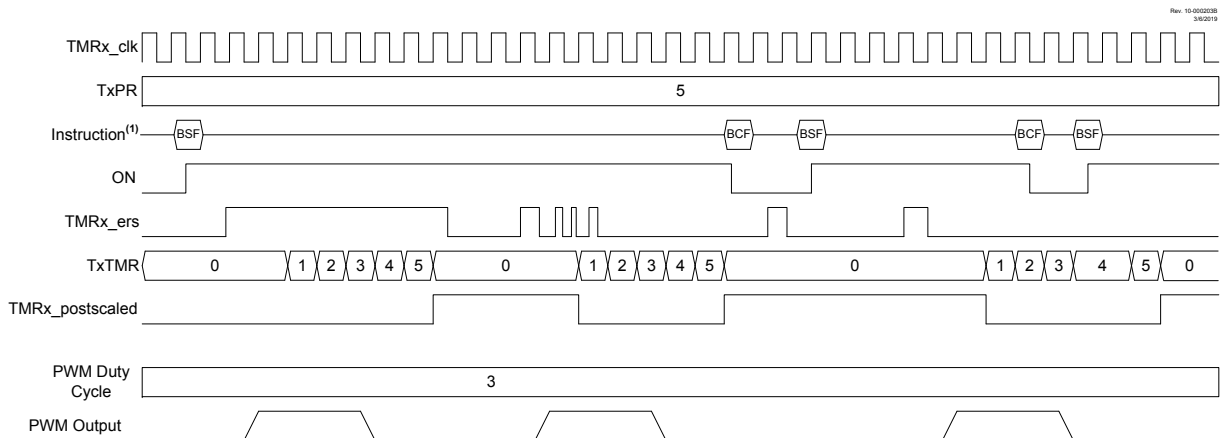 Rev. 10-000203B
3/6/2019
TMRx_clk
TxPR
5
Instruction(1)
BSF
BCF
BSF
BCF
BSF
ON
TMRx_ers
TxTMR
0 1 2 3 4 5 0 1 2 3 4 5 0 1 2 3 4 5 0
TMRx_postscaled
PWM Duty
Cycle
3
PWM Output